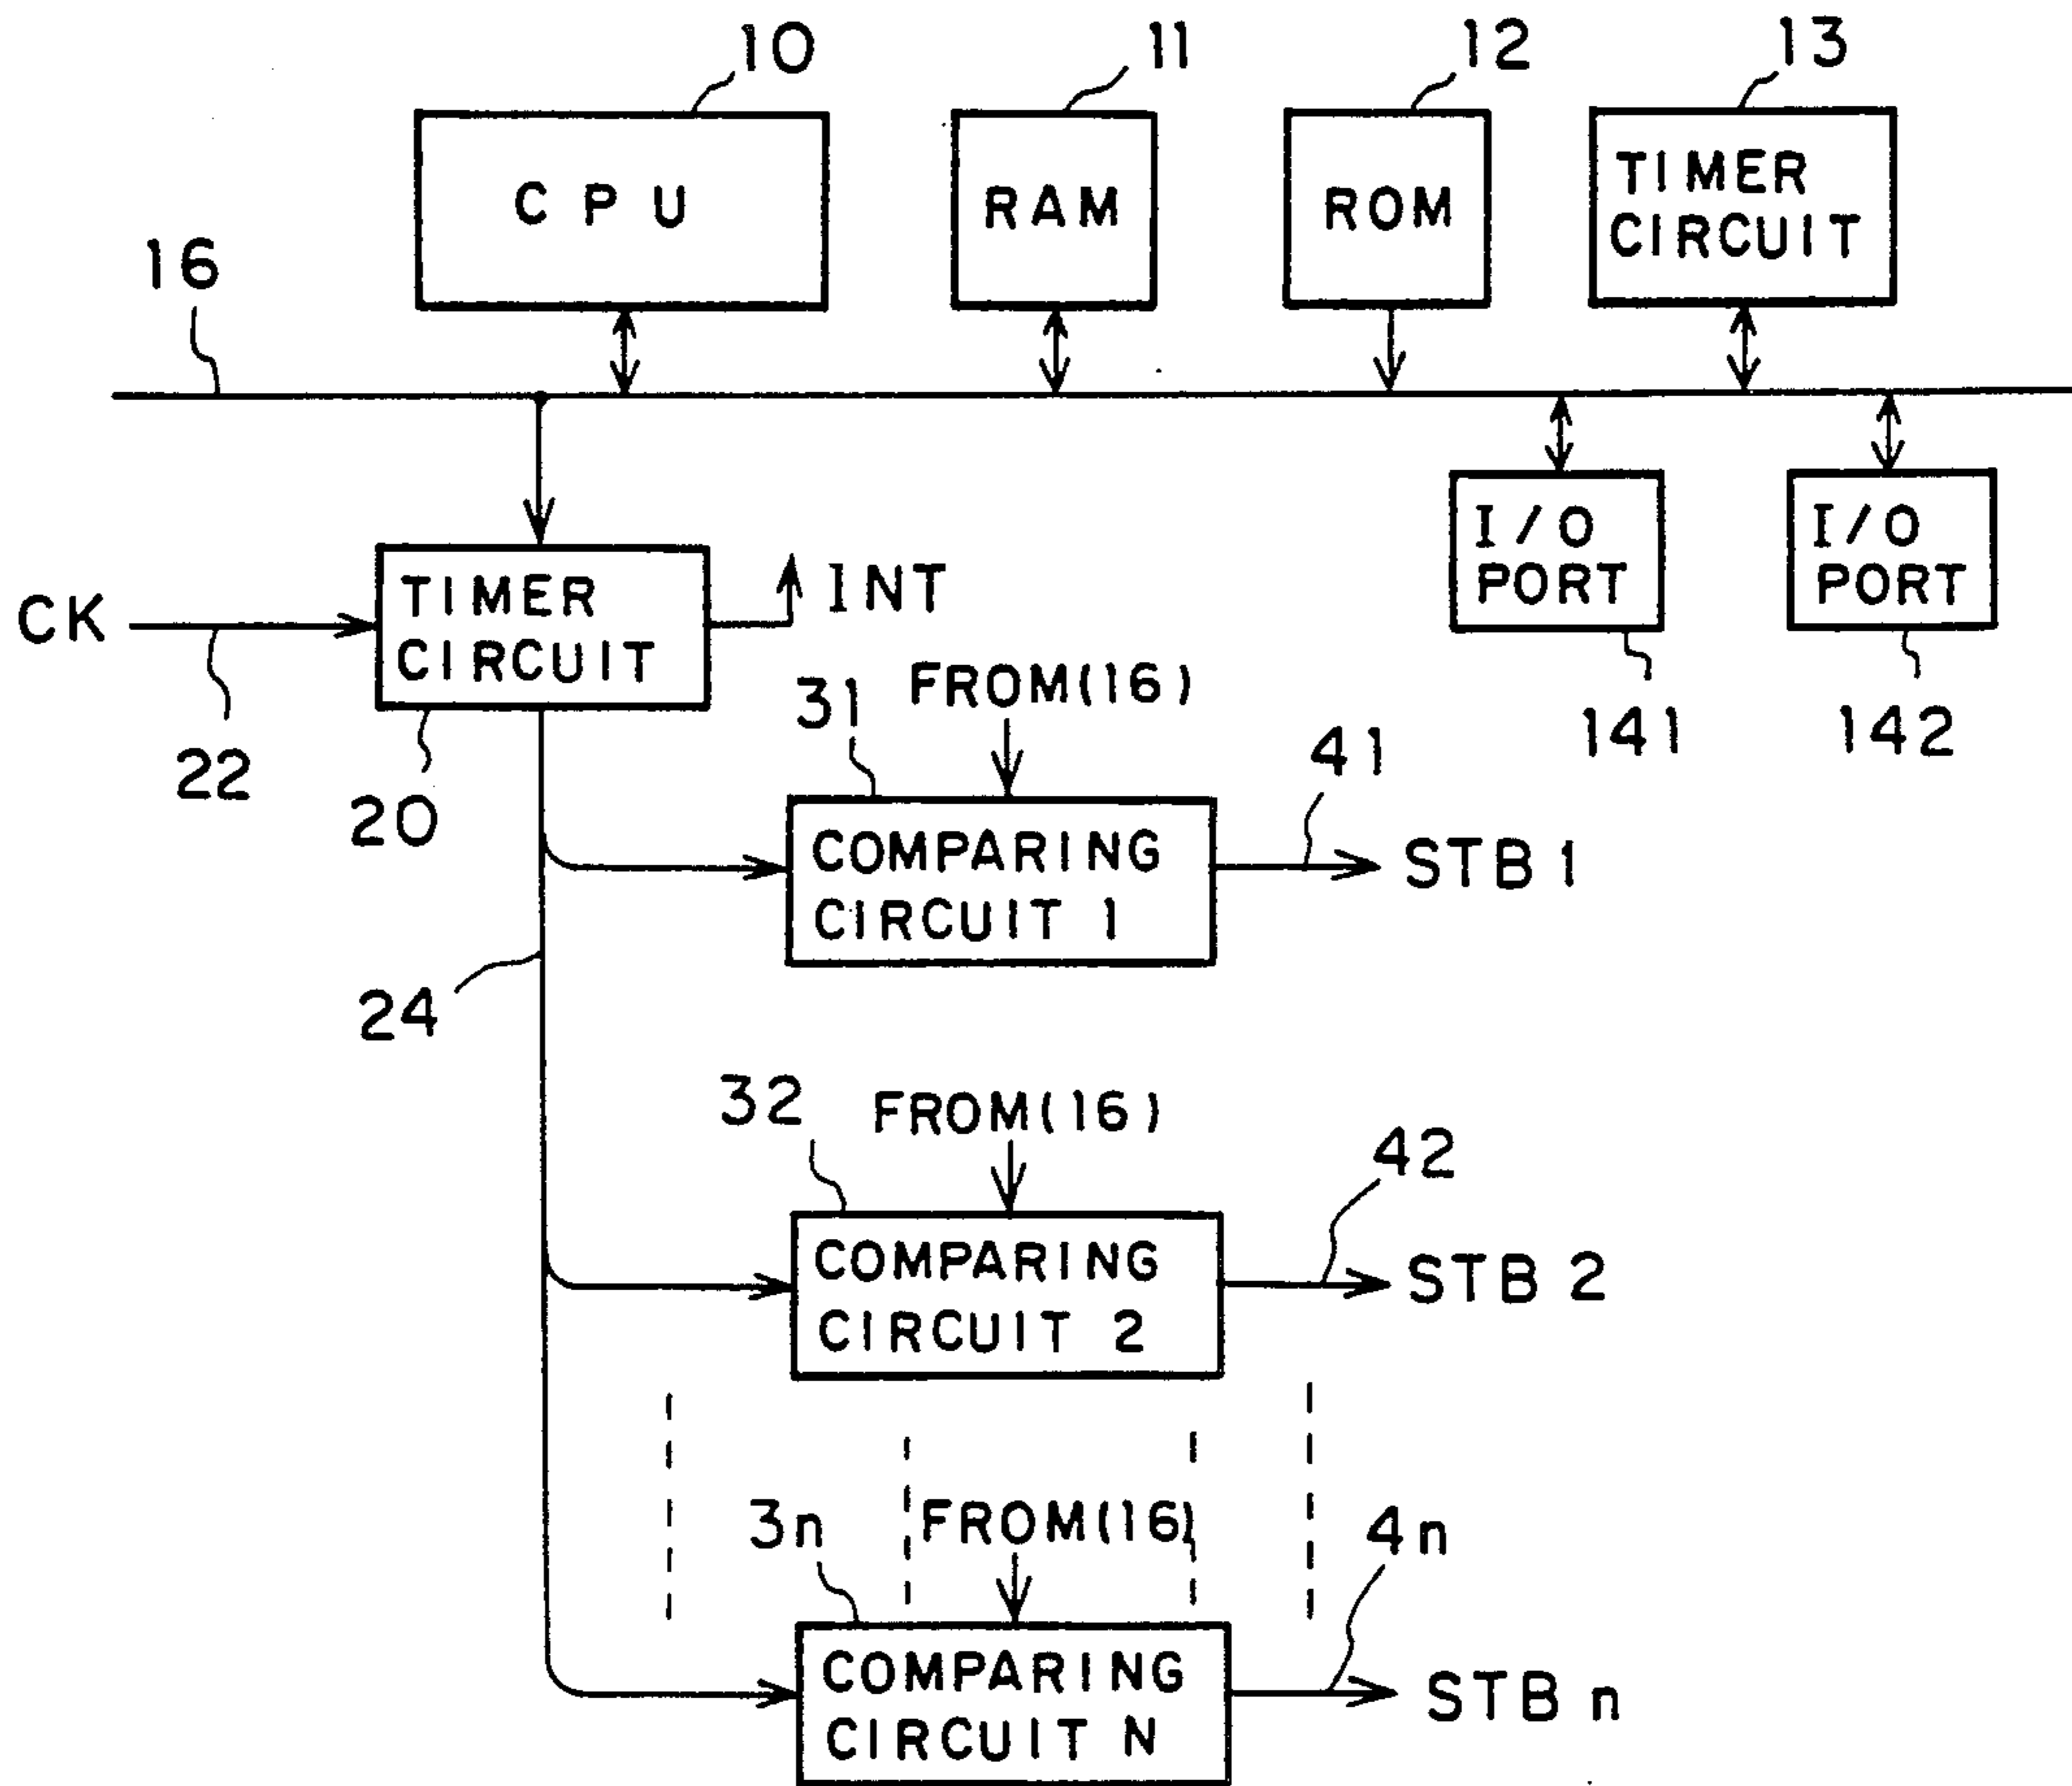 10
11
12
13
CPU
RAM
ROM
TIMER
CIRCUIT
16
I/O
PORT
I/O
PORT
141
142
CK
22
TIMER
CIRCUIT
20
INT
24
31
FROM(16)
COMPARING
CIRCUIT 1
41
STB 1
32
FROM(16)
COMPARING
CIRCUIT 2
42
STB 2
3n
FROM(16)
COMPARING
CIRCUIT N
4n
STB n